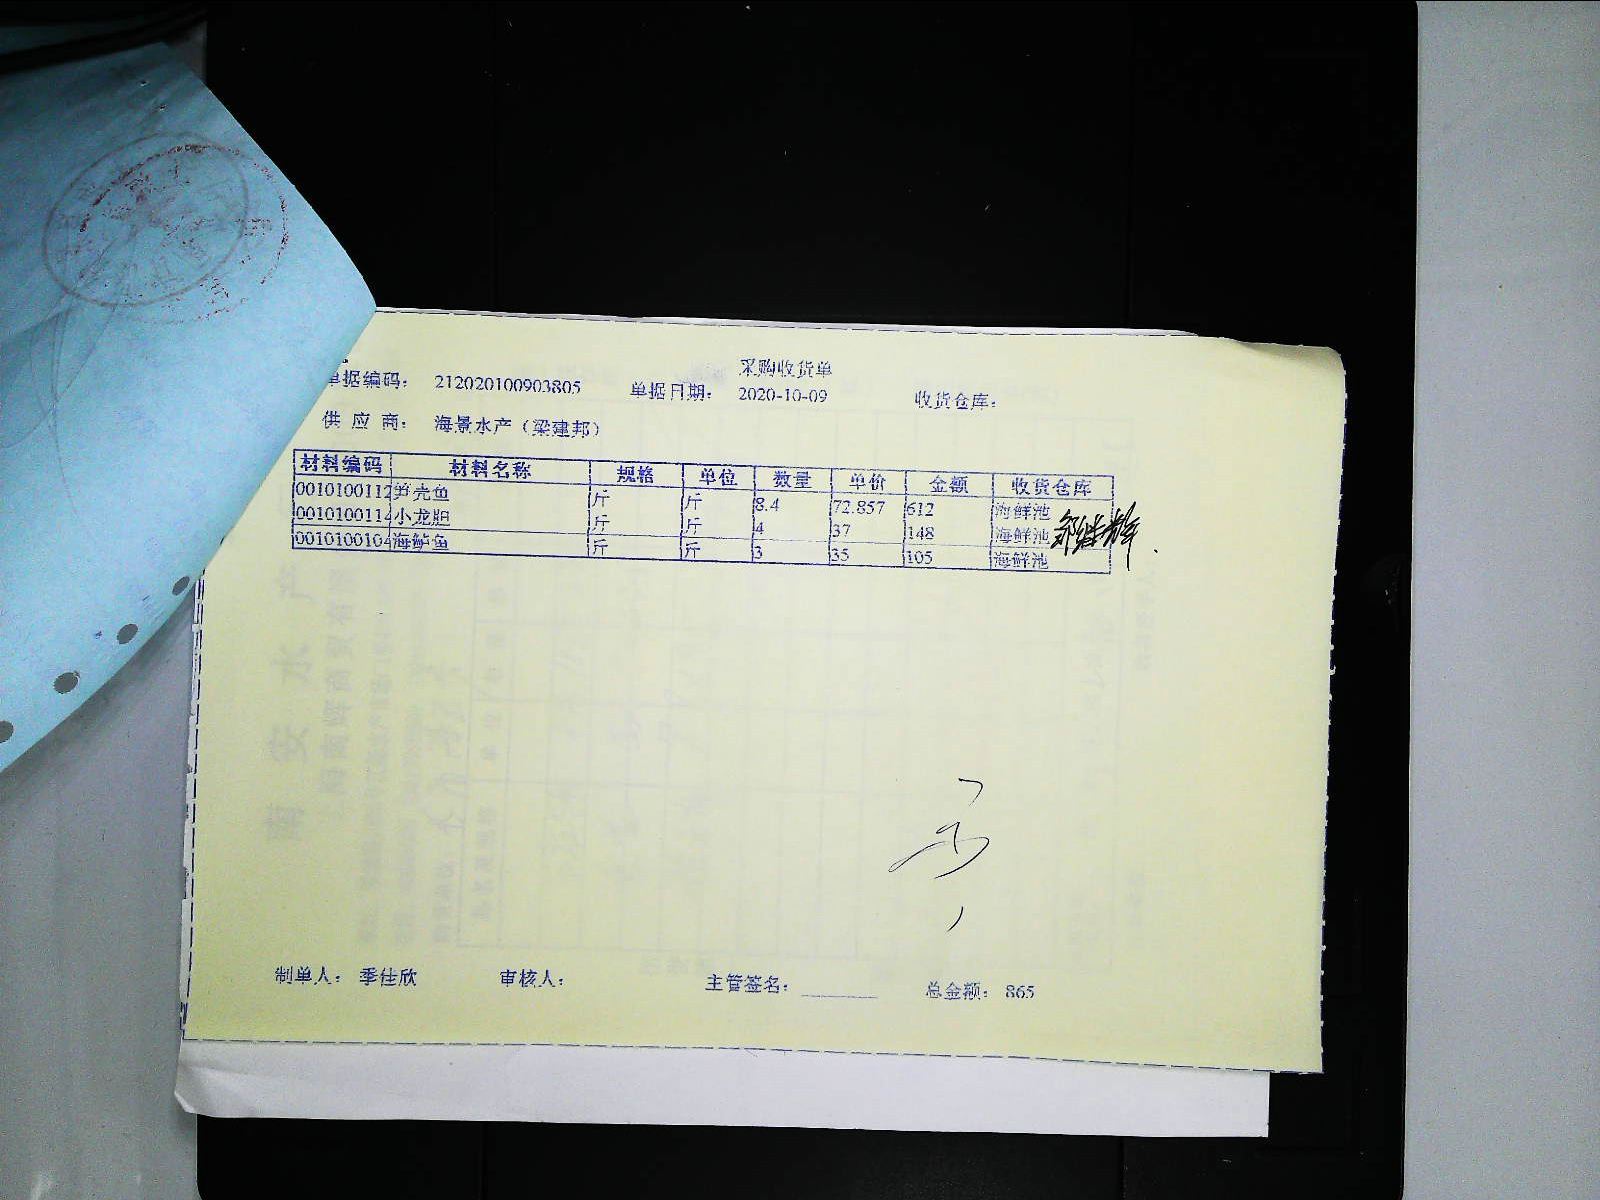 采购收货单
单据编码： 212020100903805 单据日期： 2020-10-09 收货仓库：
供 应 商： 海景水产（梁建邦）
材料编码 材料名称 规格 单位 数量 单价 金额 收货仓库
0010100112 笋壳鱼 斤 斤 8.4 72.857 612 海鲜池
0010100114 小龙胆 斤 斤 4 37 148 海鲜池
0010100104 海鲈鱼 斤 斤 3 35 105 海鲜池
制单人： 季仕欣 审核人： 主管签名： 总金额： 865